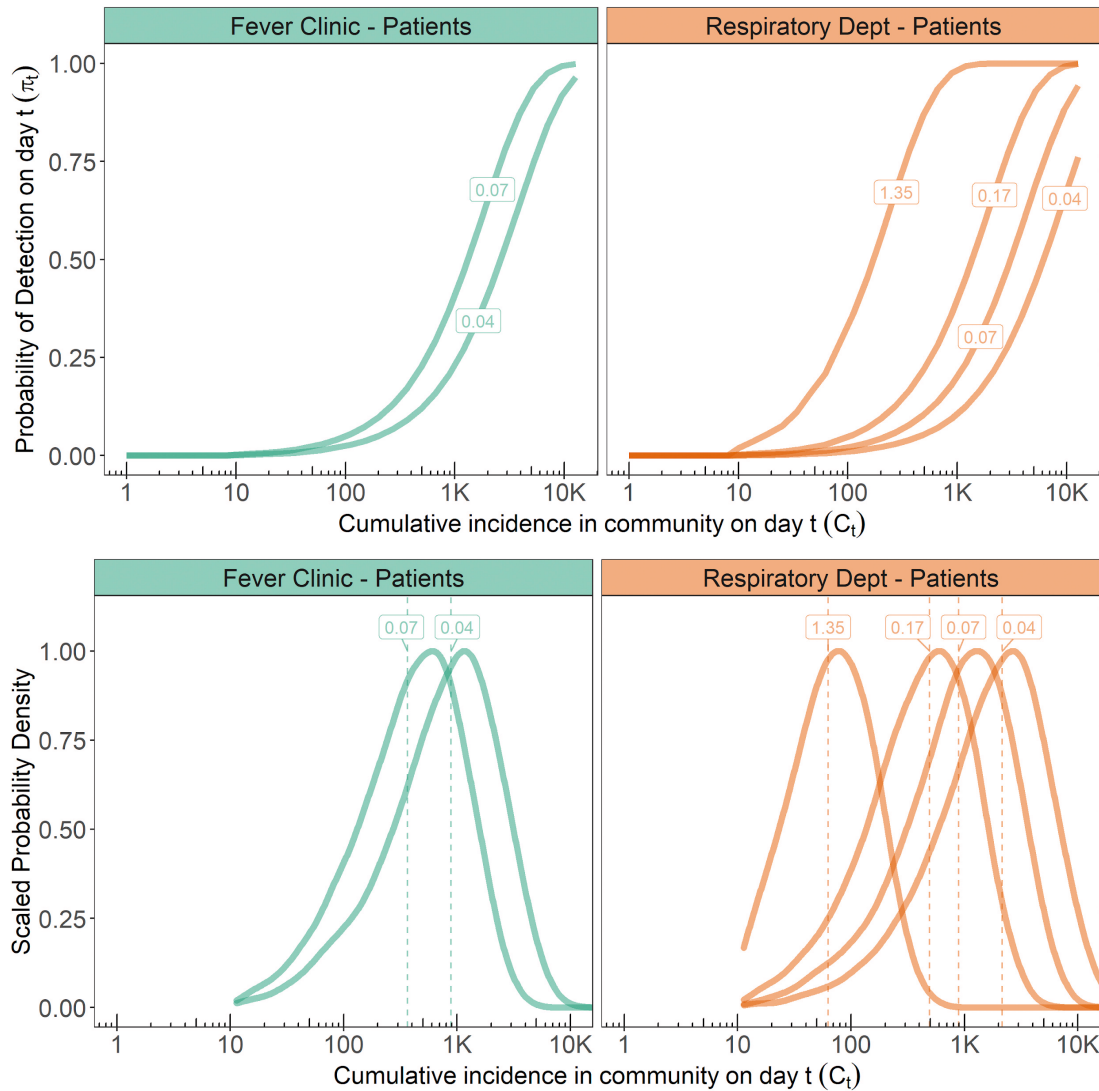 Fever Clinic - Patients
Respiratory Dept - Patients
Probability of Detection on day t (πt)
1.00
0.75
0.50
0.25
0.00
0.07
0.04
1.35
0.17
0.04
0.07
1 10 100 1K 10K
1 10 100 1K 10K
Cumulative incidence in community on day t (Ct)
Fever Clinic - Patients
Respiratory Dept - Patients
Scaled Probability Density
1.00
0.75
0.50
0.25
0.00
0.07
0.04
1.35
0.17
0.07
0.04
1 10 100 1K 10K
1 10 100 1K 10K
Cumulative incidence in community on day t (Ct)